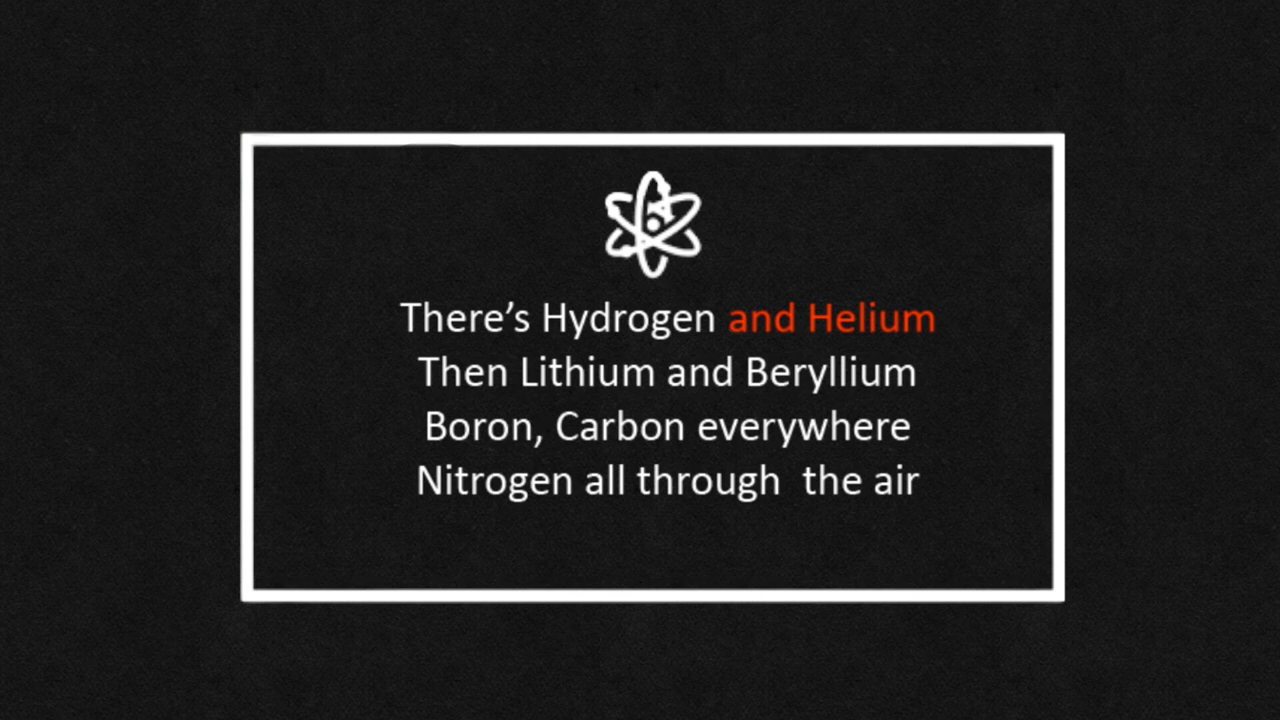 There’s Hydrogen and Helium
Then Lithium and Beryllium
Boron, Carbon everywhere
Nitrogen all through  the air